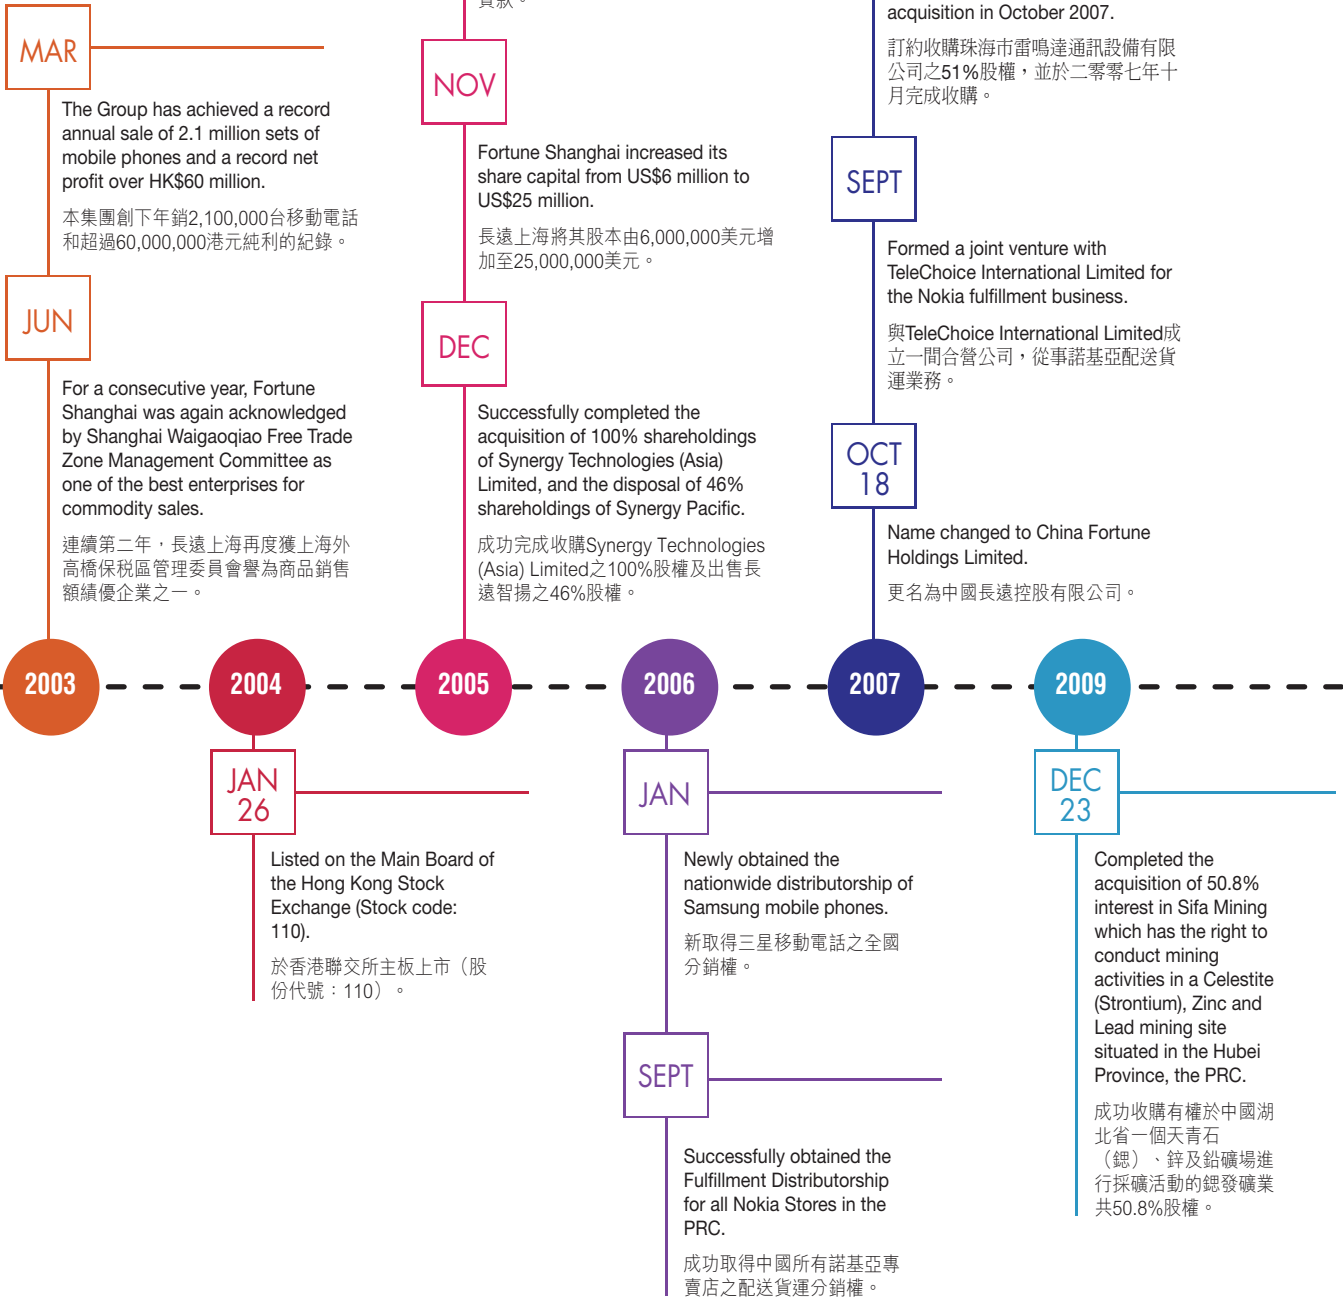 MAR
The Group has achieved a record
annual sale of 2.1 million sets of
mobile phones and a record net
profit over HK$60 million.
本集團創下年銷2,100,000台移動電話
和超過60,000,000港元純利的紀錄。
JUN
For a consecutive year, Fortune
Shanghai was again acknowledged
by Shanghai Waigaoqiao Free Trade
Zone Management Committee as
one of the best enterprises for
commodity sales.
連續第二年，長遠上海再度獲上海外
高橋保稅區管理委員會譽為商品銷售
額績優企業之一。
NOV
Fortune Shanghai increased its
share capital from US$6 million to
US$25 million.
長遠上海將其股本由6,000,000美元增
加至25,000,000美元。
DEC
Successfully completed the
acquisition of 100% shareholdings
of Synergy Technologies (Asia)
Limited, and the disposal of 46%
shareholdings of Synergy Pacific.
成功完成收購Synergy Technologies
(Asia) Limited之100%股權及出售長
遠智揚之46%股權。
acquisition in October 2007.
訂約收購珠海市雷鳴達通訊設備有限
公司之51%股權，並於二零零七年十
月完成收購。
SEPT
Formed a joint venture with
TeleChoice International Limited for
the Nokia fulfillment business.
與TeleChoice International Limited成
立一間合營公司，從事諾基亞配送貨
運業務。
OCT
18
Name changed to China Fortune
Holdings Limited.
更名為中國長遠控股有限公司。
2003
2004
2005
2006
2007
2009
JAN
26
Listed on the Main Board of
the Hong Kong Stock
Exchange (Stock code:
110).
於香港聯交所主板上市（股
份代號：110）。
JAN
Newly obtained the
nationwide distributorship of
Samsung mobile phones.
新取得三星移動電話之全國
分銷權。
SEPT
Successfully obtained the
Fulfillment Distributorship
for all Nokia Stores in the
PRC.
成功取得中國所有諾基亞專
賣店之配送貨運分銷權。
DEC
23
Completed the
acquisition of 50.8%
interest in Sifa Mining
which has the right to
conduct mining
activities in a Celestite
(Strontium), Zinc and
Lead mining site
situated in the Hubei
Province, the PRC.
成功收購有權於中國湖
北省一個天青石
（鍶）、鋅及鉛礦場進
行採礦活動的鍶發礦業
共50.8%股權。